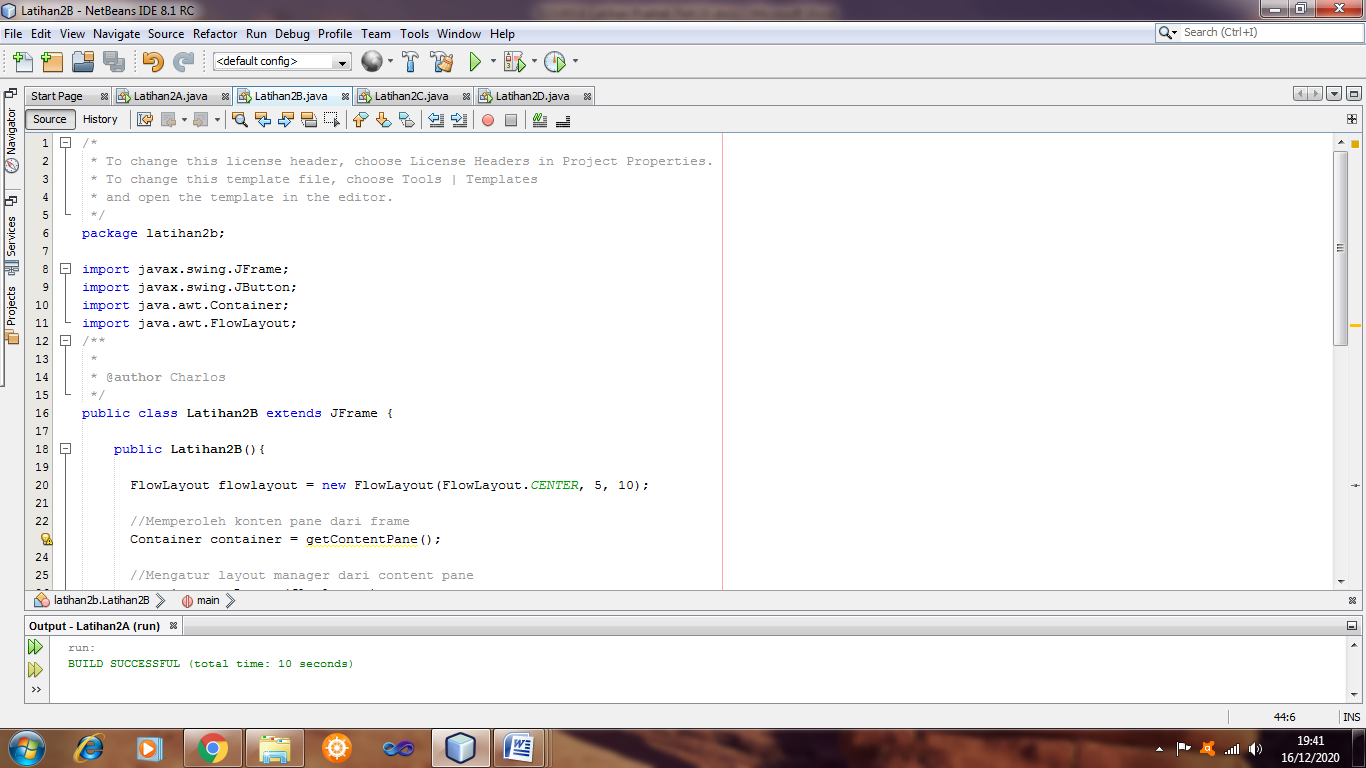 Latihan2B - NetBeans IDE 8.1 RC
File Edit View Navigate Source Refactor Run Debug Profile Team Tools Window Help
Search (Ctrl+I)
<default config>
Start Page Latihan2A.java Latihan2B.java Latihan2C.java Latihan2D.java
Source History
Navigator
Services
Projects
1 /*
2 * To change this license header, choose License Headers in Project Properties.
3 * To change this template file, choose Tools | Templates
4 * and open the template in the editor.
5 */
6 package latihan2b;
7
8 import javax.swing.JFrame;
9 import javax.swing.JButton;
10 import java.awt.Container;
11 import java.awt.FlowLayout;
12 /**
13 *
14 * @author Charlos
15 */
16 public class Latihan2B extends JFrame {
17
18 public Latihan2B(){
19
20 FlowLayout flowlayout = new FlowLayout(FlowLayout.CENTER, 5, 10);
21
22 //Memperoleh konten pane dari frame
Container container = getContentPane();
24
25 //Mengatur layout manager dari content pane
latihan2b.Latihan2B main
Output - Latihan2A (run)
run:
BUILD SUCCESSFUL (total time: 10 seconds)
44:6 INS
19:41
16/12/2020